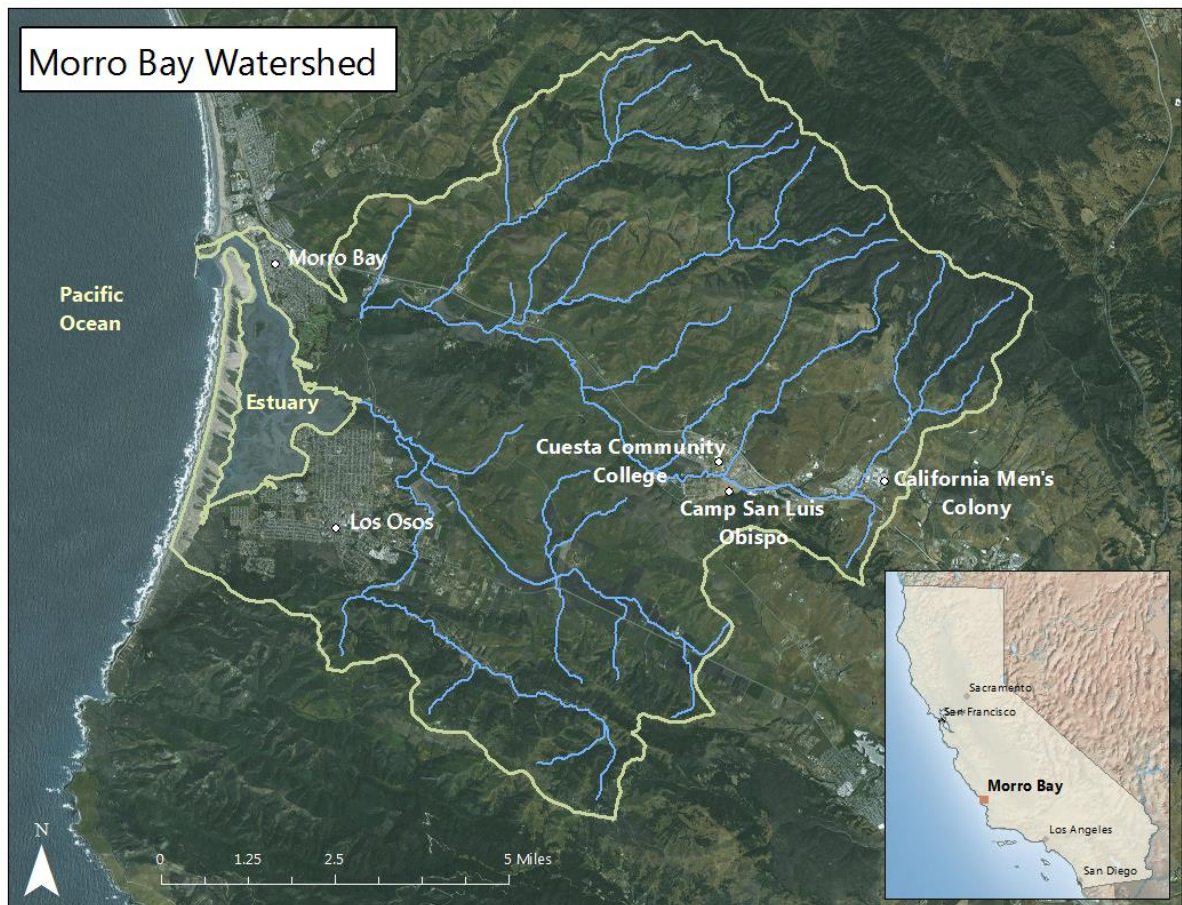 Morro Bay Watershed
Morro Bay
Pacific
Ocean
Estuary
Cuesta Community
College
California Men's
Colony
Camp San Luis
Obispo
Los Osos
Sacramento
San Francisco
Morro Bay
Los Angeles
San Diego
N
0 1.25 2.5 5 Miles